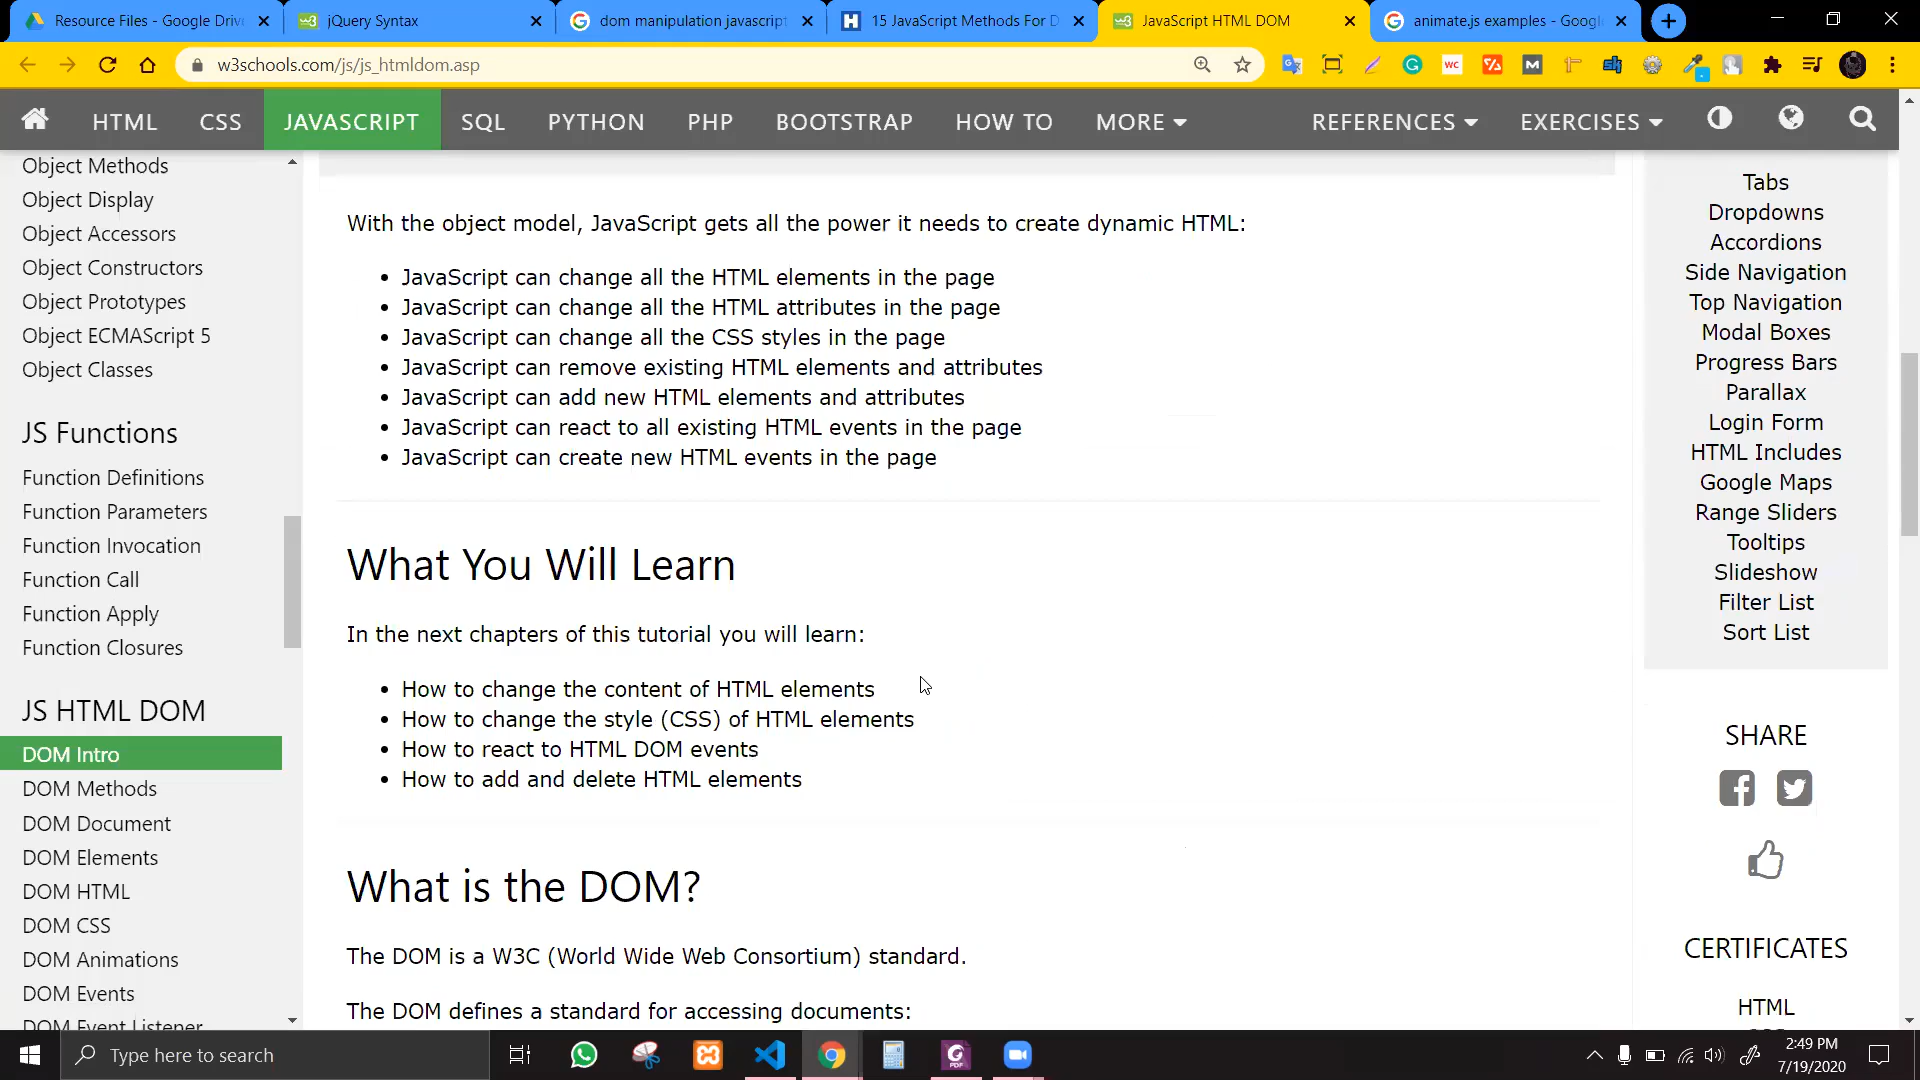 Resource Files - Google Driv
jQuery Syntax
dom manipulation javascript
15 JavaScript Methods For D
JavaScript HTML DOM
animate.js examples - Googl
w3schools.com/js/js_htmldom.asp
HTML
CSS
JAVASCRIPT
SQL
PYTHON
PHP
BOOTSTRAP
HOW TO
MORE
REFERENCES
EXERCISES
Object Methods
Object Display
Object Accessors
Object Constructors
Object Prototypes
Object ECMAScript 5
Object Classes
JS Functions
Function Definitions
Function Parameters
Function Invocation
Function Call
Function Apply
Function Closures
JS HTML DOM
DOM Intro
DOM Methods
DOM Document
DOM Elements
DOM HTML
DOM CSS
DOM Animations
DOM Events
DOM Event Listener
With the object model, JavaScript gets all the power it needs to create dynamic HTML:
• JavaScript can change all the HTML elements in the page
• JavaScript can change all the HTML attributes in the page
• JavaScript can change all the CSS styles in the page
• JavaScript can remove existing HTML elements and attributes
• JavaScript can add new HTML elements and attributes
• JavaScript can react to all existing HTML events in the page
• JavaScript can create new HTML events in the page
What You Will Learn
In the next chapters of this tutorial you will learn:
• How to change the content of HTML elements
• How to change the style (CSS) of HTML elements
• How to react to HTML DOM events
• How to add and delete HTML elements
What is the DOM?
The DOM is a W3C (World Wide Web Consortium) standard.
The DOM defines a standard for accessing documents:
Tabs
Dropdowns
Accordions
Side Navigation
Top Navigation
Modal Boxes
Progress Bars
Parallax
Login Form
HTML Includes
Google Maps
Range Sliders
Tooltips
Slideshow
Filter List
Sort List
SHARE
CERTIFICATES
HTML
Type here to search
2:49 PM
7/19/2020